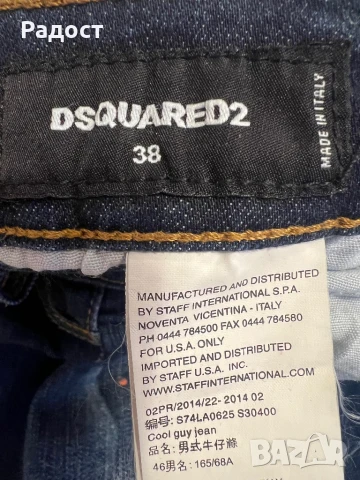 Радост
DSQUARED2
38
MADE IN ITALY
MANUFACTURED AND DISTRIBUTED
BY STAFF INTERNATIONAL S.P.A.
NOVENTA VICENTINA - ITALY
PH 0444 784500 FAX 0444 784580
FOR U.S.A. ONLY
IMPORTED AND DISTRIBUTED
BY STAFF U.S.A. INC.
WWW.STAFFINTERNATIONAL.COM
02PR/2014/22- 2014 02
编号: S74LA0625 S30400
Cool guy jean
品名: 男式牛仔裤
46男名: 165/68A
BAZAR